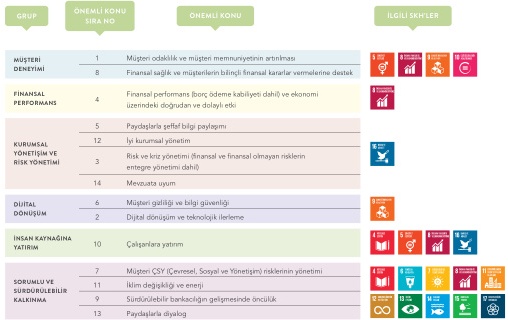 GRUP
ÖNEMLİ KONU
SIRA NO
ÖNEMLİ KONU
İLGİLİ SKH'LER
MÜŞTERİ
DENEYİMİ
1 Müşteri odaklılık ve müşteri memnuniyetinin artırılması
8 Finansal sağlık ve müşterilerin bilinçli finansal kararlar vermelerine destek
FİNANSAL
PERFORMANS
4 Finansal performans (borç ödeme kabiliyeti dahil) ve ekonomi
üzerindeki doğrudan ve dolaylı etki
KURUMSAL
YÖNETİŞİM VE
RİSK YÖNETİMİ
5 Paydaşlarla şeffaf bilgi paylaşımı
12 İyi kurumsal yönetim
3 Risk ve kriz yönetimi (finansal ve finansal olmayan risklerin
entegre yönetimi dahil)
14 Mevzuata uyum
DİJİTAL
DÖNÜŞÜM
6 Müşteri gizliliği ve bilgi güvenliği
2 Dijital dönüşüm ve teknolojik ilerleme
İNSAN KAYNAĞINA
YATIRIM
10 Çalışanlara yatırım
SORUMLU VE
SÜRDÜRÜLEBİLİR
KALKINMA
7 Müşteri ÇSY (Çevresel, Sosyal ve Yönetişim) risklerinin yönetimi
11 İklim değişikliği ve enerji
9 Sürdürülebilir bankacılığın gelişmesinde öncülük
13 Paydaşlarla diyalog